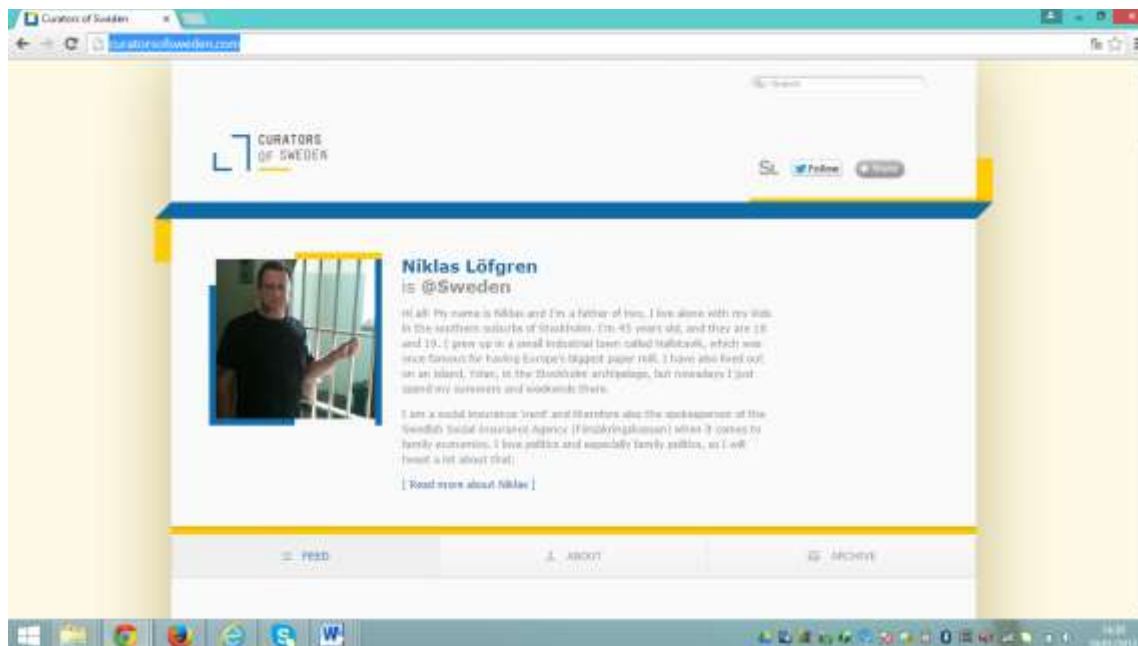 Curators of Sweden
curatorsofsweden.com
Search
CURATORS
OF SWEDEN
SL Follow Share
Niklas Löfgren
is @Sweden
Hi all! My name is Niklas and I'm a father of two. I live alone with my kids
in the southern suburbs of Stockholm. I'm 45 years old, and they are 18
and 19. I grew up in a small industrial town called Hallstavik, which was
once famous for having Europe's biggest paper mill. I have also lived out
on an island, in the Stockholm archipelago, but nowadays I just
spend my summers and weekends there.
I am a social insurance 'nerd' and therefore also the spokesperson of the
Swedish Social Insurance Agency (Försäkringskassan) when it comes to
family economics. I love politics and especially family politics, so I will
tweet a lot about that.
[ Read more about Niklas ]
FEED ABOUT ARCHIVE